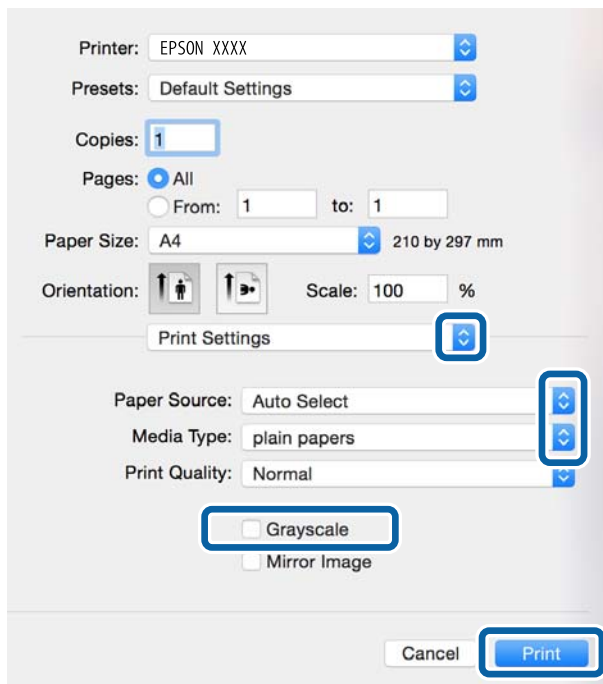 Printer: EPSON XXXX
Presets: Default Settings
Copies: 1
Pages: All
From: 1 to: 1
Paper Size: A4 210 by 297 mm
Orientation: Scale: 100 %
Print Settings
Paper Source: Auto Select
Media Type: plain papers
Print Quality: Normal
Grayscale
Mirror Image
Cancel Print